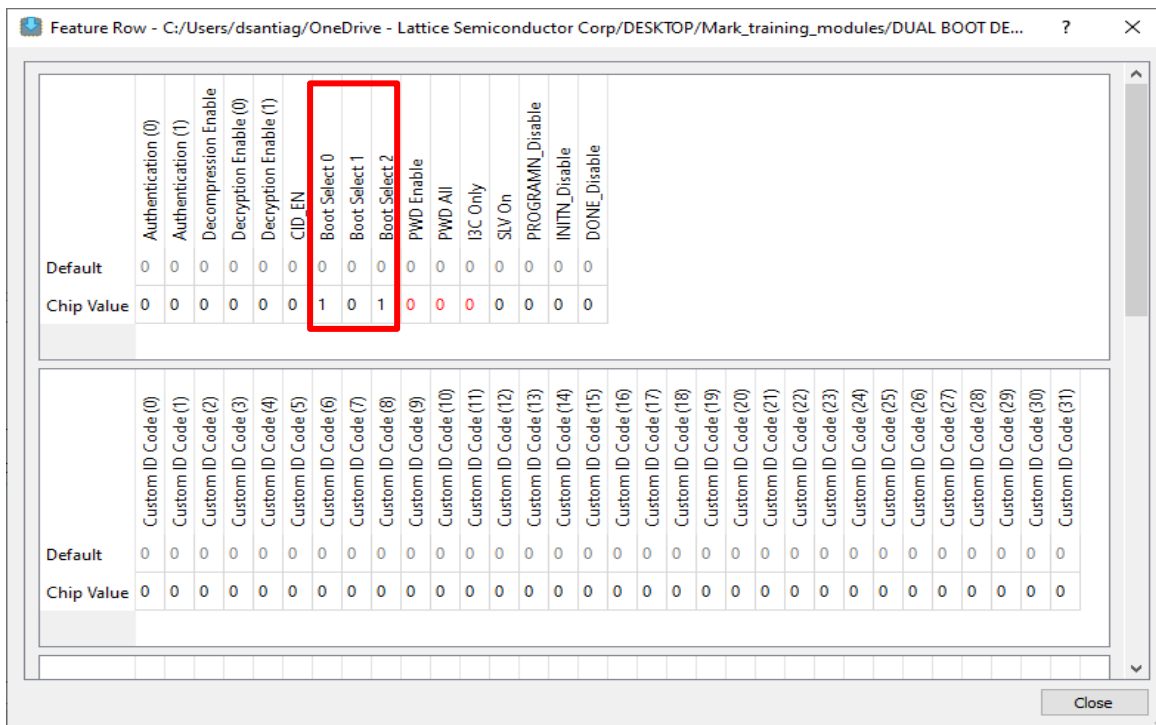 Feature Row - C:/Users/dsantiag/OneDrive - Lattice Semiconductor Corp/DESKTOP/Mark_training_modules/DUAL BOOT DE... ? ×
Authentication (0)
Authentication (1)
Decompression Enable
Decryption Enable (0)
Decryption Enable (1)
CID_EN
Boot Select 0
Boot Select 1
Boot Select 2
PWD Enable
PWD All
I3C Only
SLV On
PROGRAMN_Disable
INITN_Disable
DONE_Disable
Default 0 0 0 0 0 0 0 0 0 0 0 0 0 0 0 0
Chip Value 0 0 0 0 0 0 1 0 1 0 0 0 0 0 0 0
Custom ID Code (0)
Custom ID Code (1)
Custom ID Code (2)
Custom ID Code (3)
Custom ID Code (4)
Custom ID Code (5)
Custom ID Code (6)
Custom ID Code (7)
Custom ID Code (8)
Custom ID Code (9)
Custom ID Code (10)
Custom ID Code (11)
Custom ID Code (12)
Custom ID Code (13)
Custom ID Code (14)
Custom ID Code (15)
Custom ID Code (16)
Custom ID Code (17)
Custom ID Code (18)
Custom ID Code (19)
Custom ID Code (20)
Custom ID Code (21)
Custom ID Code (22)
Custom ID Code (23)
Custom ID Code (24)
Custom ID Code (25)
Custom ID Code (26)
Custom ID Code (27)
Custom ID Code (28)
Custom ID Code (29)
Custom ID Code (30)
Custom ID Code (31)
Default 0 0 0 0 0 0 0 0 0 0 0 0 0 0 0 0 0 0 0 0 0 0 0 0 0 0 0 0 0 0 0 0
Chip Value 0 0 0 0 0 0 0 0 0 0 0 0 0 0 0 0 0 0 0 0 0 0 0 0 0 0 0 0 0 0 0 0
Close